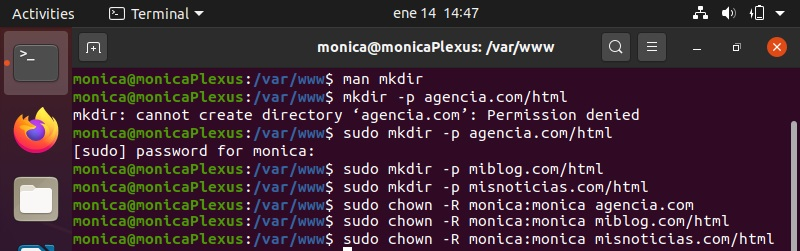 Activities
Terminal
ene 14 14:47
monica@monicaPlexus: /var/www
monica@monicaPlexus:/var/www$ man mkdir
monica@monicaPlexus:/var/www$ mkdir -p agencia.com/html
mkdir: cannot create directory ‘agencia.com’: Permission denied
monica@monicaPlexus:/var/www$ sudo mkdir -p agencia.com/html
[sudo] password for monica:
monica@monicaPlexus:/var/www$ sudo mkdir -p miblog.com/html
monica@monicaPlexus:/var/www$ sudo mkdir -p misnoticias.com/html
monica@monicaPlexus:/var/www$ sudo chown -R monica:monica agencia.com
monica@monicaPlexus:/var/www$ sudo chown -R monica:monica miblog.com/html
monica@monicaPlexus:/var/www$ sudo chown -R monica:monica misnoticias.com/html